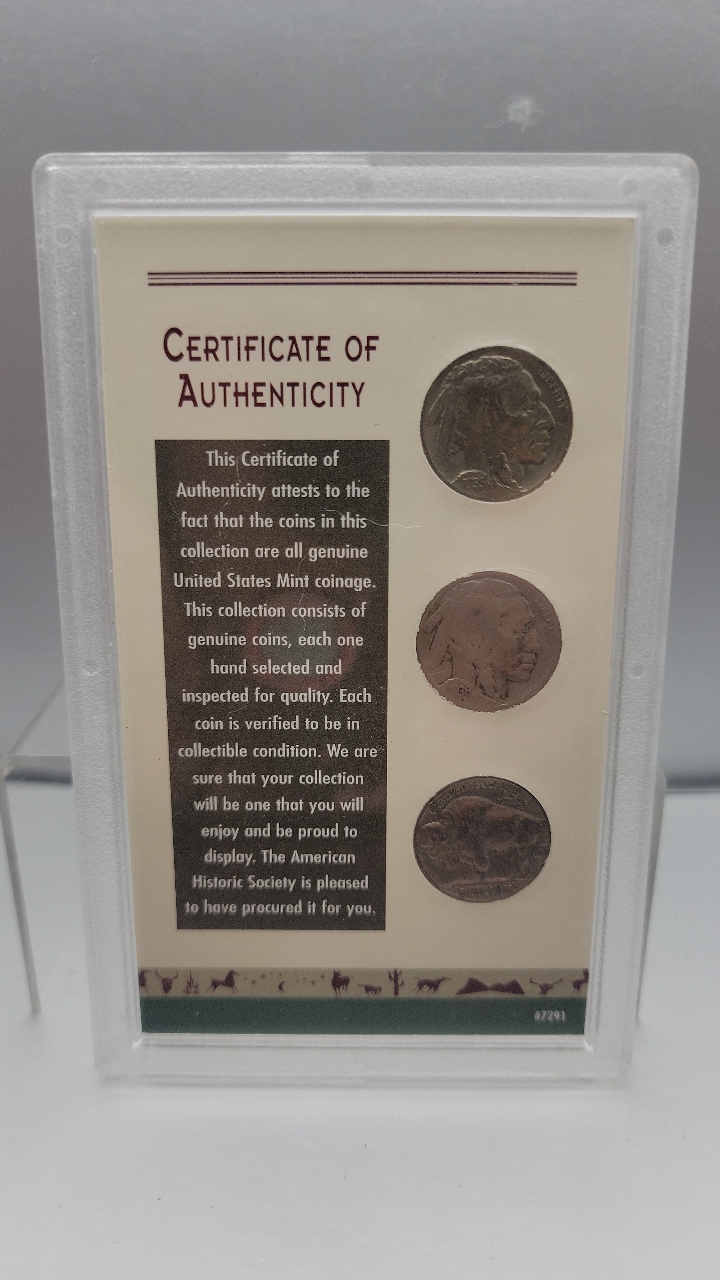 CERTIFICATE OF
AUTHENTICITY
This Certificate of
Authenticity attests to the
fact that the coins in this
collection are all genuine
United States Mint coinage.
This collection consists of
genuine coins, each one
hand selected and
inspected for quality. Each
coin is verified to be in
collectible condition. We are
sure that your collection
will be one that you will
enjoy and be proud to
display. The American
Historic Society is pleased
to have procured it for you.
LIBERTY
#7291